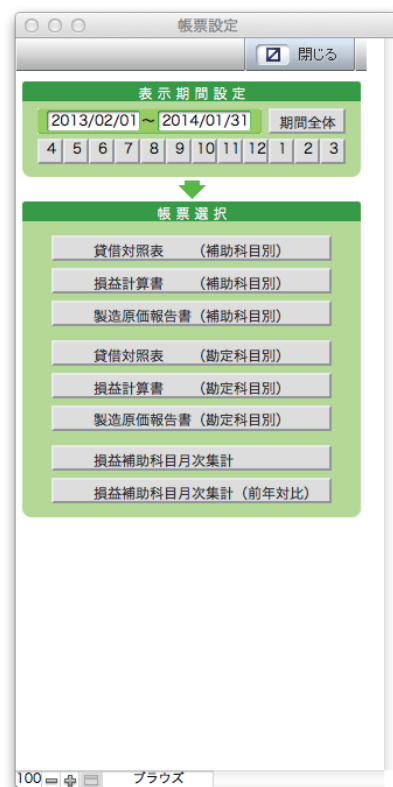 帳票設定
閉じる
表示期間設定
2013/02/01 ~ 2014/01/31 期間全体
4 5 6 7 8 9 10 11 12 1 2 3
帳票選択
貸借対照表　　（補助科目別）
損益計算書　　（補助科目別）
製造原価報告書（補助科目別）
貸借対照表　　（勘定科目別）
損益計算書　　（勘定科目別）
製造原価報告書（勘定科目別）
損益補助科目月次集計
損益補助科目月次集計（前年対比）
100 ブラウズ